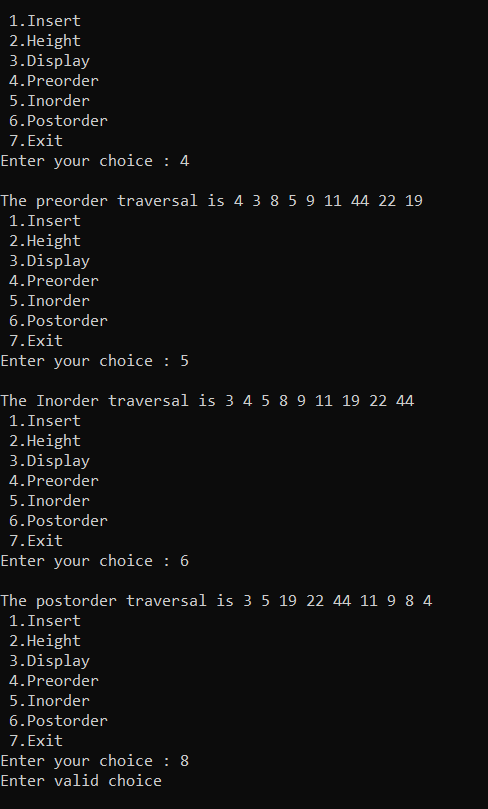 1.Insert
2.Height
3.Display
4.Preorder
5.Inorder
6.Postorder
7.Exit
Enter your choice : 4
The preorder traversal is 4 3 8 5 9 11 44 22 19
1.Insert
2.Height
3.Display
4.Preorder
5.Inorder
6.Postorder
7.Exit
Enter your choice : 5
The Inorder traversal is 3 4 5 8 9 11 19 22 44
1.Insert
2.Height
3.Display
4.Preorder
5.Inorder
6.Postorder
7.Exit
Enter your choice : 6
The postorder traversal is 3 5 19 22 44 11 9 8 4
1.Insert
2.Height
3.Display
4.Preorder
5.Inorder
6.Postorder
7.Exit
Enter your choice : 8
Enter valid choice